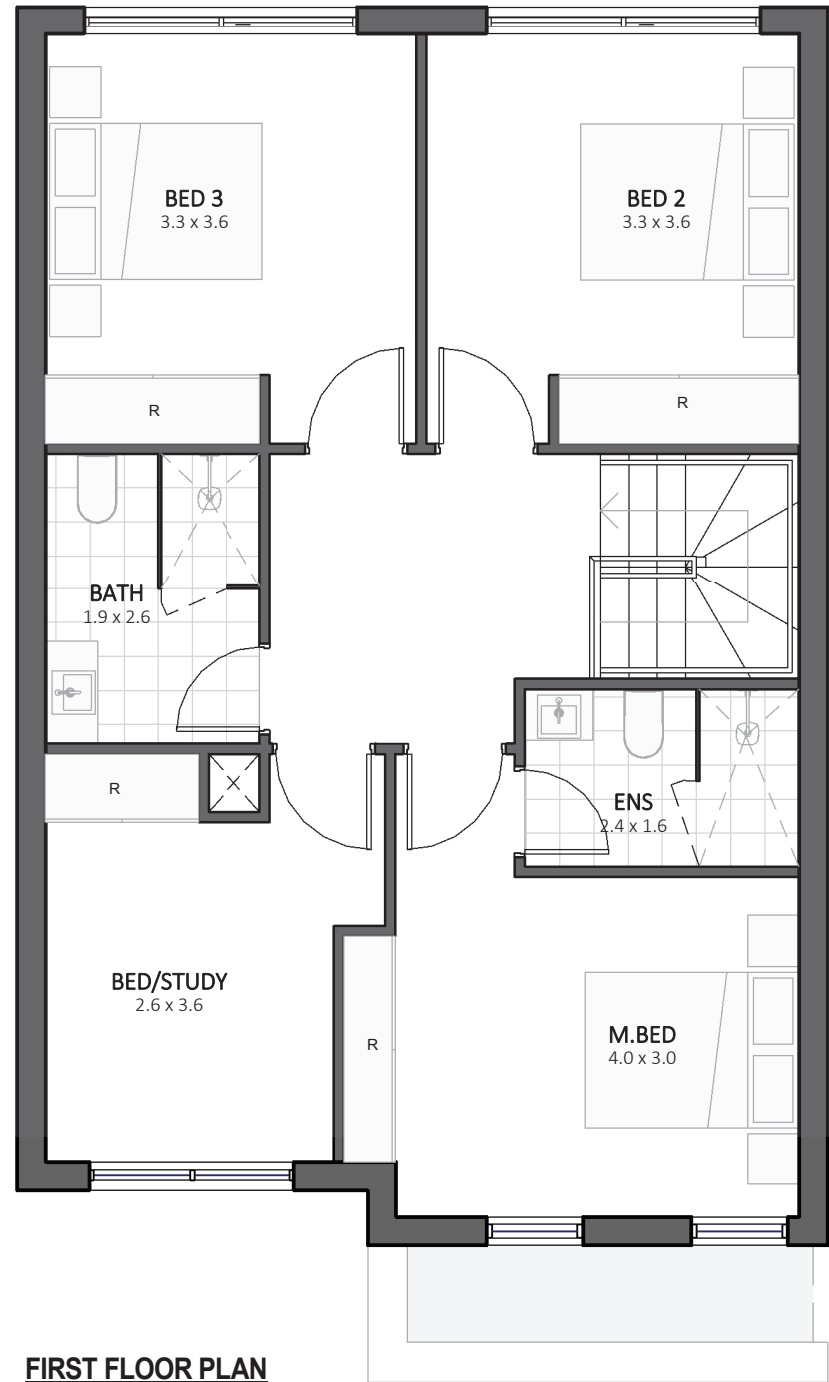 BED 3
3.3 x 3.6
BED 2
3.3 x 3.6
R
R
BATH
1.9 x 2.6
R
ENS
2.4 x 1.6
BED/STUDY
2.6 x 3.6
R
M.BED
4.0 x 3.0
FIRST FLOOR PLAN